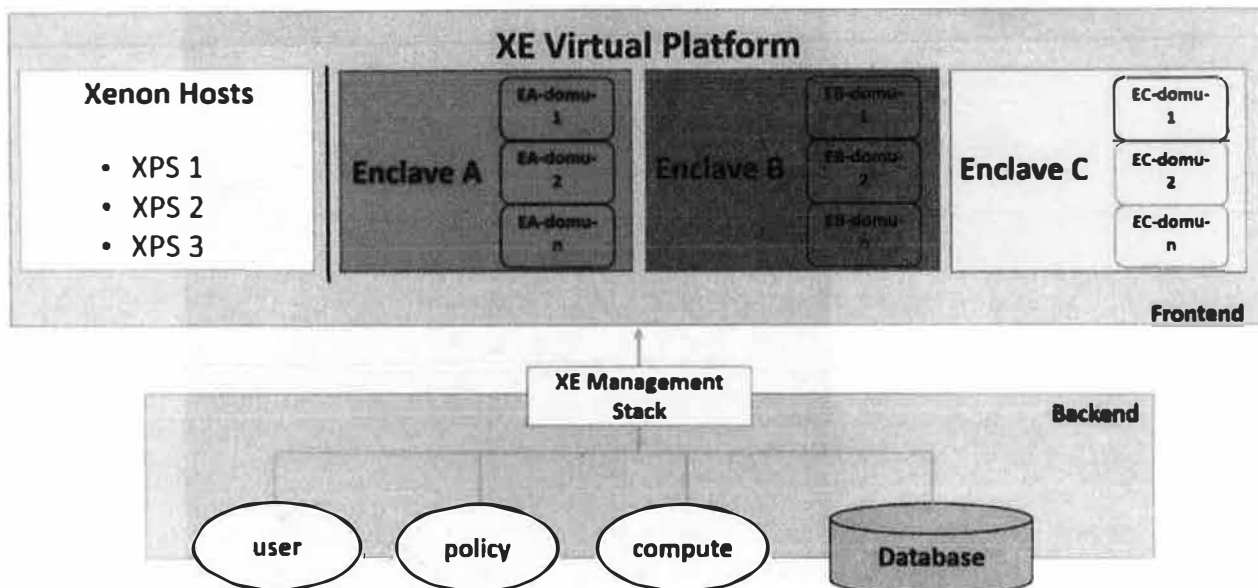 XE Virtual Platform
Xenon Hosts
• XPS 1
• XPS 2
• XPS 3
Enclave A
EA-domu-
1
EA-domu-
2
EA-domu-
n
Enclave B
EB-domu-
1
EB-domu-
2
EB-domu-
n
Enclave C
EC-domu-
1
EC-domu-
2
EC-domu-
n
Frontend
XE Management
Stack
Backend
user
policy
compute
Database